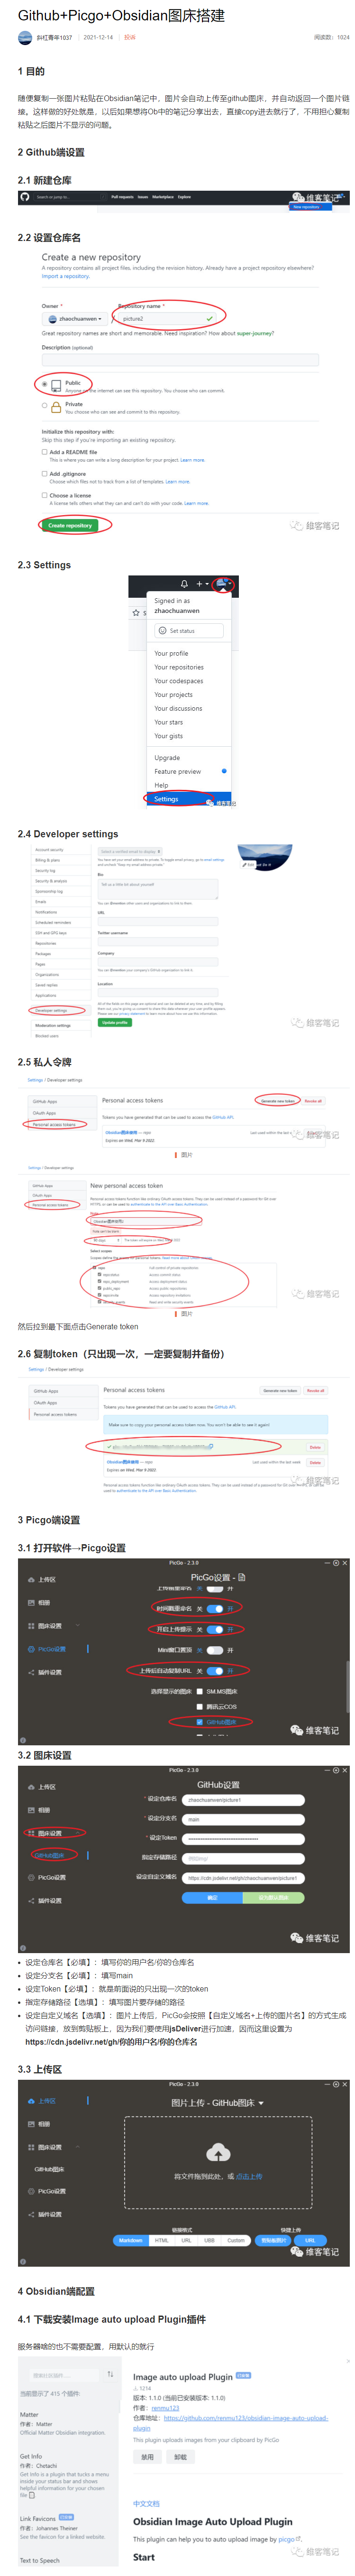 Github+Picgo+Obsidian图床搭建
斜杠青年1037 | 2021-12-14 | 投诉 阅读数：1024
1 目的
随便复制一张图片粘贴在Obsidian笔记中，图片会自动上传至github图床，并自动返回一个图片链
接。这样做的好处就是，以后如果想将Ob中的笔记分享出去，直接copy进去就行了，不用担心复制
粘贴之后图片不显示的问题。
2 Github端设置
2.1 新建仓库
Pull requests Issues Marketplace Explore
New repository
维客笔记
2.2 设置仓库名
Create a new repository
A repository contains all project files, including the revision history. Already have a project repository elsewhere?
Import a repository.
Owner * Repository name *
zhaochuanwen / picture2
Great repository names are short and memorable. Need inspiration? How about super-journey?
Description (optional)
Public
Anyone on the internet can see this repository. You choose who can commit.
Private
You choose who can see and commit to this repository.
Initialize this repository with:
Skip this step if you're importing an existing repository.
Add a README file
This is where you can write a long description for your project. Learn more.
Add .gitignore
Choose which files not to track from a list of templates. Learn more.
Choose a license
A license tells others what they can and can't do with your code. Learn more.
Create repository
维客笔记
2.3 Settings
Signed in as
zhaochuanwen
Set status
Your profile
Your repositories
Your codespaces
Your projects
Your discussions
Your stars
Your gists
Upgrade
Feature preview
Help
Settings
维客笔记
2.4 Developer settings
Account security
Billing & plans
Security log
Security & analysis
Sponsorship log
Emails
Notifications
Scheduled reminders
SSH and GPG keys
Repositories
Packages
Pages
Organizations
Saved replies
Applications
Developer settings
Moderation settings
Blocked users
Bio
URL
Twitter username
Company
Location
Update profile
维客笔记
2.5 私人令牌
Settings / Developer settings
GitHub Apps
OAuth Apps
Personal access tokens
Personal access tokens
Generate new token Revoke all
Tokens you have generated that can be used to access the GitHub API.
Expires on Wed, Mar 9 2022.
维客笔记
图片
Settings / Developer settings
GitHub Apps
OAuth Apps
Personal access tokens
New personal access token
Select scopes
维客笔记
图片
然后拉到最下面点击Generate token
2.6 复制token（只出现一次，一定要复制并备份）
Settings / Developer settings
GitHub Apps
OAuth Apps
Personal access tokens
Personal access tokens
Generate new token Revoke all
Tokens you have generated that can be used to access the GitHub API.
Make sure to copy your personal access token now. You won't be able to see it again!
Delete
Delete
Expires on Wed, Mar 9 2022.
维客笔记
3 Picgo端设置
3.1 打开软件→Picgo设置
PicGo - 2.3.0
PicGo设置
上传区
相册
图床设置
PicGo设置
插件设置
时间戳重命名 关 开
开启上传提示 关 开
Mini窗口置顶 关 开
上传后自动复制URL 关 开
选择显示的图床 SM.MS图床
腾讯云COS
GitHub图床
维客笔记
3.2 图床设置
PicGo - 2.3.0
GitHub设置
上传区
相册
图床设置
GitHub图床
PicGo设置
插件设置
* 设定仓库名 zhaochuanwen/picture1
* 设定分支名 main
* 设定Token
指定存储路径
设定自定义域名 https://cdn.jsdelivr.net/gh/zhaochuanwen/picture1
确定 设为默认图床
维客笔记
• 设定仓库名【必填】：填写你的用户名/你的仓库名
• 设定分支名【必填】：填写main
• 设定Token【必填】：就是前面说的只出现一次的token
• 指定存储路径【选填】：填写图片要存储的路径
• 设定自定义域名【选填】：图片上传后，PicGo会按照【自定义域名+上传的图片名】的方式生成
访问链接，放到剪贴板上，因为我们要使用jsDeliver进行加速，因而这里设置为
https://cdn.jsdelivr.net/gh/你的用户名/你的仓库名
3.3 上传区
PicGo - 2.3.0
图片上传 - GitHub图床
上传区
相册
图床设置
GitHub图床
PicGo设置
插件设置
将文件拖到此处，或 点击上传
链接格式 快捷上传
Markdown HTML URL UBB Custom 剪贴板图片 URL
维客笔记
4 Obsidian端配置
4.1 下载安装Image auto upload Plugin插件
服务器啥的也不需要配置，用默认的就行
当前显示了 415 个插件:
Matter
作者：Matter
Official Matter Obsidian integration.
Get Info
作者：Chetachi
Get Info is a plugin that tucks a menu
inside your status bar and shows
helpful information for your chosen
file
Link Favicons
作者：Johannes Theiner
See the favicon for a linked website.
Text to Speech
Image auto upload Plugin
1214
版本: 1.1.0 (当前已安装版本: 1.1.0)
作者：renmu123
仓库地址：https://github.com/renmu123/obsidian-image-auto-upload-
plugin
This plugin uploads images from your clipboard by PicGo
禁用 卸载
中文文档
Obsidian Image Auto Upload Plugin
This plugin can help you to auto upload image by picgo
Start
维客笔记